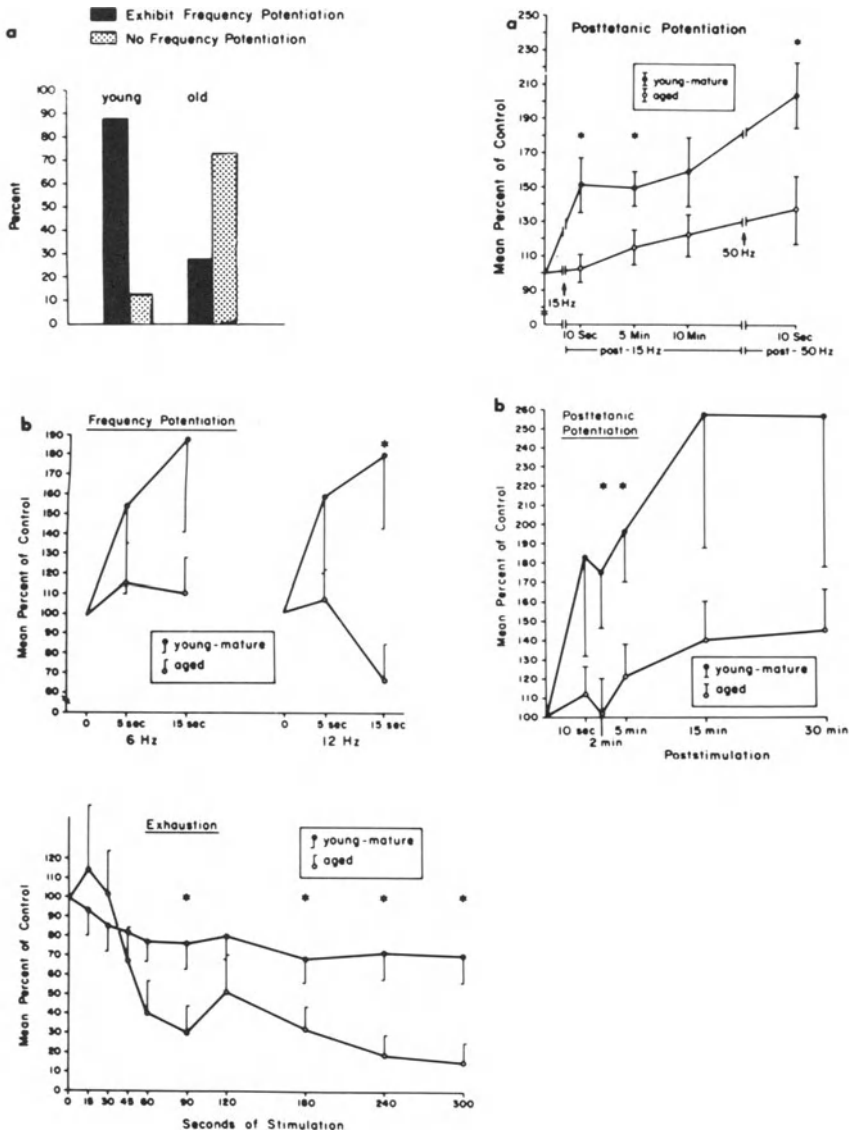 a
Exhibit Frequency Potentiation
No Frequency Potentiation
young old
100
90
80
70
60
50
40
30
20
10
0
Percent
a
Posttetanic Potentiation
young-mature
aged
250
230
210
190
170
150
130
110
90
0
Mean Percent of Control
15 Hz
50 Hz
10 Sec 5 Min 10 Min 10 Sec
post-15 Hz post-50 Hz
b
Frequency Potentiation
190
180
170
160
150
140
130
120
110
100
90
80
70
60
50
0
Mean Percent of Control
young-mature
aged
*
0 5 sec 15 sec 0 5 sec 15 sec
6 Hz 12 Hz
b
Posttetanic
Potentiation
260
250
240
230
220
210
200
190
180
170
160
150
140
130
120
110
100
Mean Percent of Control
* *
young-mature
aged
10 sec 5 min 15 min 30 min
2 min
Poststimulation
Exhaustion
young-mature
aged
120
110
100
90
80
70
60
50
40
30
20
10
0
Mean Percent of Control
* * * *
0 15 30 45 60 90 120 180 240 300
Seconds of Stimulation